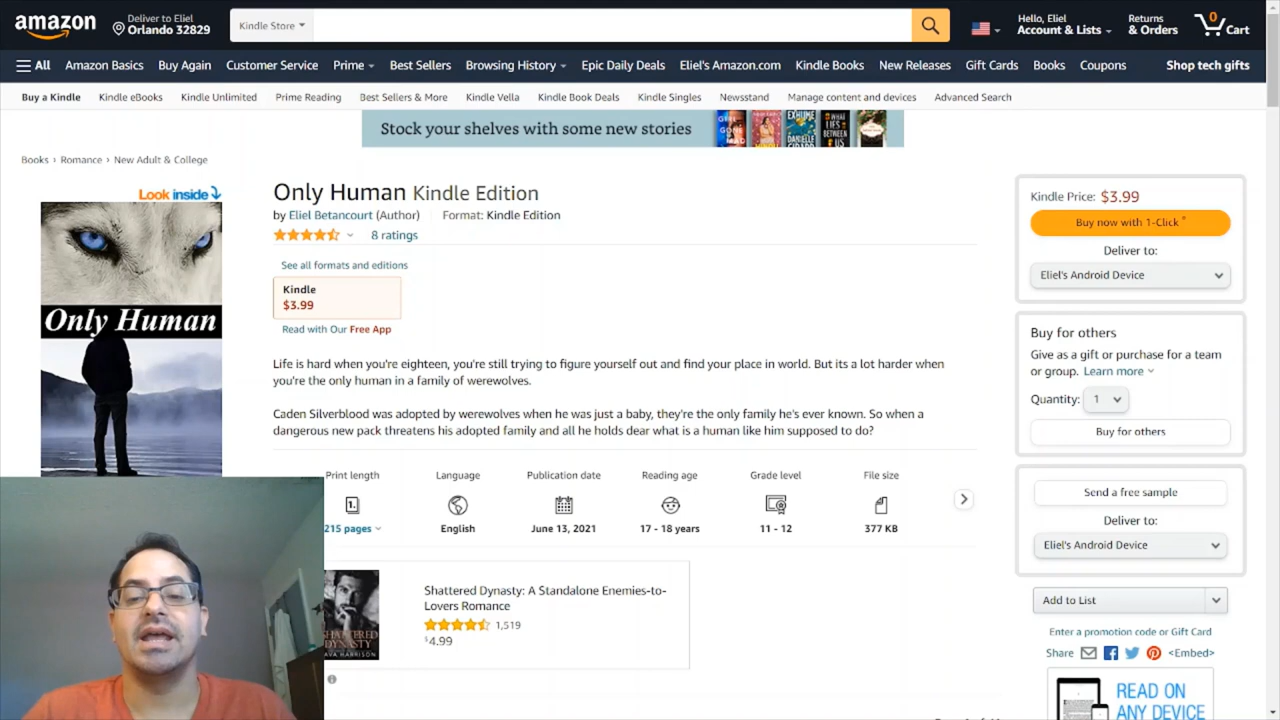 amazon
Deliver to Eliel
Orlando 32829
Kindle Store
Hello, Eliel
Account & Lists
Returns
& Orders
0
Cart
All
Amazon Basics
Buy Again
Customer Service
Prime
Best Sellers
Browsing History
Epic Daily Deals
Eliel's Amazon.com
Kindle Books
New Releases
Gift Cards
Books
Coupons
Shop tech gifts
Buy a Kindle
Kindle eBooks
Kindle Unlimited
Prime Reading
Best Sellers & More
Kindle Vella
Kindle Book Deals
Kindle Singles
Newsstand
Manage content and devices
Advanced Search
Stock your shelves with some new stories
Books › Romance › New Adult & College
Look inside
Only Human
Only Human Kindle Edition
by Eliel Betancourt (Author)
Format: Kindle Edition
8 ratings
See all formats and editions
Kindle
$3.99
Read with Our Free App
Life is hard when you're eighteen, you're still trying to figure yourself out and find your place in world. But its a lot harder when
you're the only human in a family of werewolves.
Caden Silverblood was adopted by werewolves when he was just a baby, they're the only family he's ever known. So when a
dangerous new pack threatens his adopted family and all he holds dear what is a human like him supposed to do?
Print length
215 pages
Language
English
Publication date
June 13, 2021
Reading age
17 - 18 years
Grade level
11 - 12
File size
377 KB
Shattered Dynasty: A Standalone Enemies-to-
Lovers Romance
1,519
$4.99
Kindle Price: $3.99
Buy now with 1-Click ®
Deliver to:
Eliel's Android Device
Buy for others
Give as a gift or purchase for a team
or group. Learn more
Quantity: 1
Buy for others
Send a free sample
Deliver to:
Eliel's Android Device
Add to List
Enter a promotion code or Gift Card
Share <Embed>
READ ON
ANY DEVICE